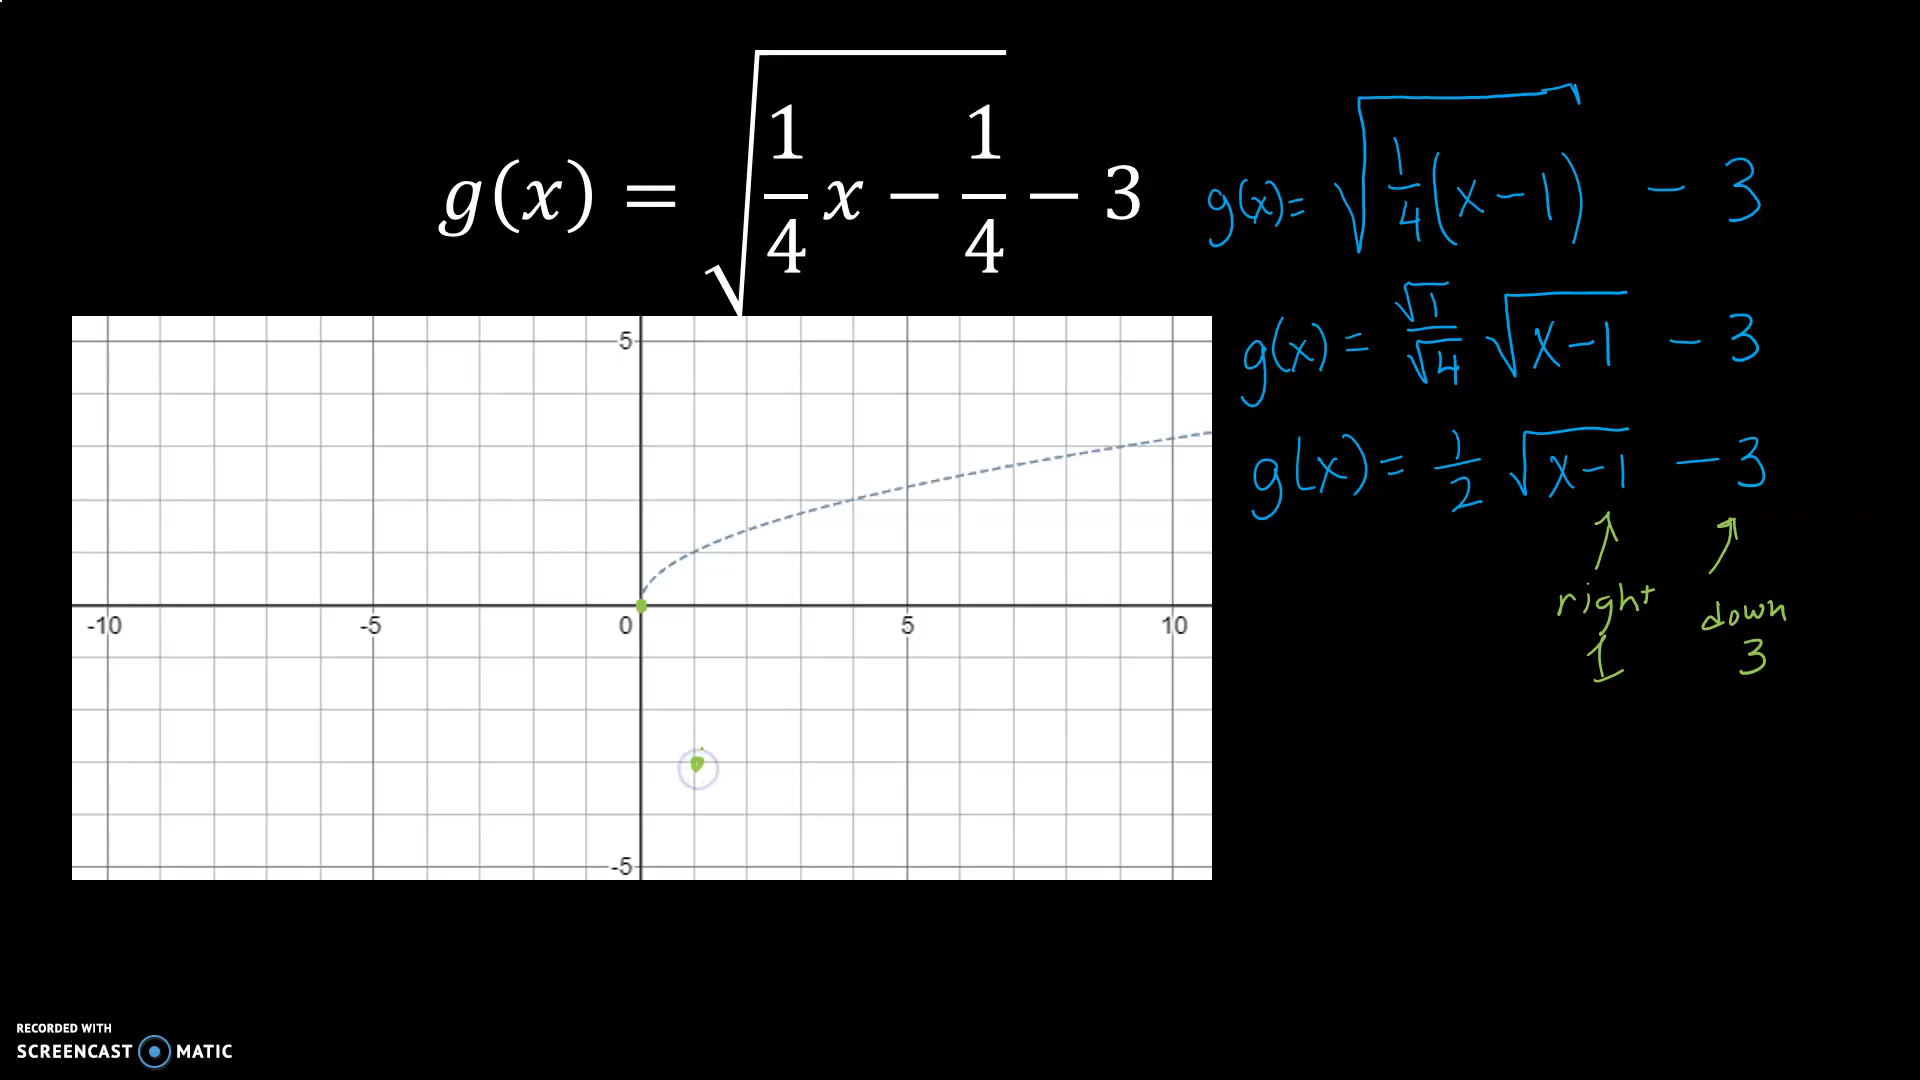 g(x) = √(1/4 x − 1/4) − 3
g(x) = √(1/4 (x − 1)) − 3
g(x) = √1/√4 √(x − 1) − 3
g(x) = 1/2 √(x − 1) − 3
right down
1 3
5
-10 -5 0 5 10
-5
RECORDED WITH
SCREENCAST MATIC